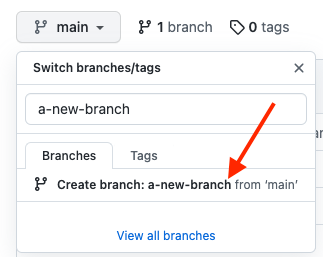 main 1 branch 0 tags
Switch branches/tags
a-new-branch
Branches Tags
Create branch: a-new-branch from ‘main’
View all branches